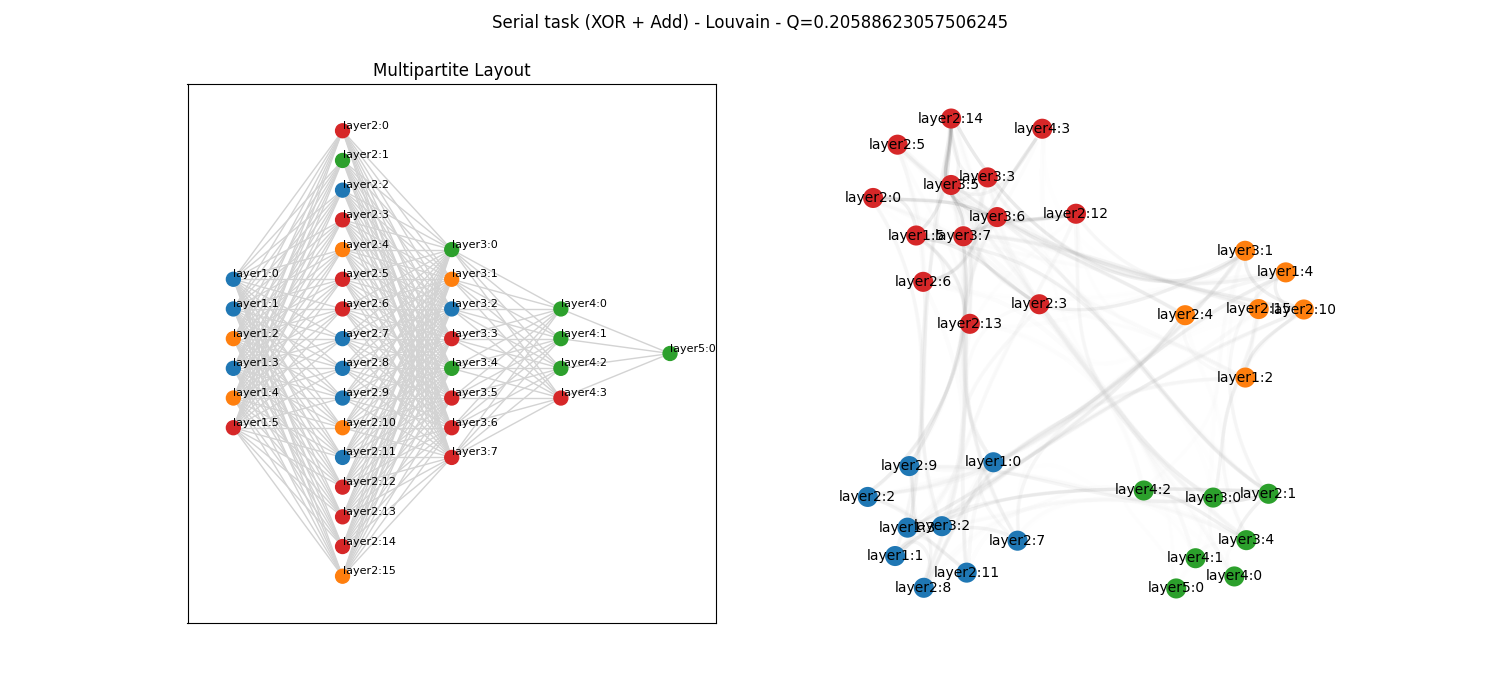 Serial task (XOR + Add) - Louvain - Q=0.20588623057506245
Multipartite Layout
layer1:0
layer1:1
layer1:2
layer1:3
layer1:4
layer1:5
layer2:0
layer2:1
layer2:2
layer2:3
layer2:4
layer2:5
layer2:6
layer2:7
layer2:8
layer2:9
layer2:10
layer2:11
layer2:12
layer2:13
layer2:14
layer2:15
layer3:0
layer3:1
layer3:2
layer3:3
layer3:4
layer3:5
layer3:6
layer3:7
layer4:0
layer4:1
layer4:2
layer4:3
layer5:0
layer2:14
layer4:3
layer2:5
layer3:3
layer3:5
layer2:0
layer3:6
layer2:12
layer1:5
layer3:7
layer2:6
layer2:3
layer2:13
layer3:1
layer1:4
layer2:4
layer2:15
layer2:10
layer1:2
layer2:9
layer1:0
layer2:2
layer1:3
layer3:2
layer2:7
layer1:1
layer2:11
layer2:8
layer4:2
layer3:0
layer2:1
layer3:4
layer4:1
layer4:0
layer5:0